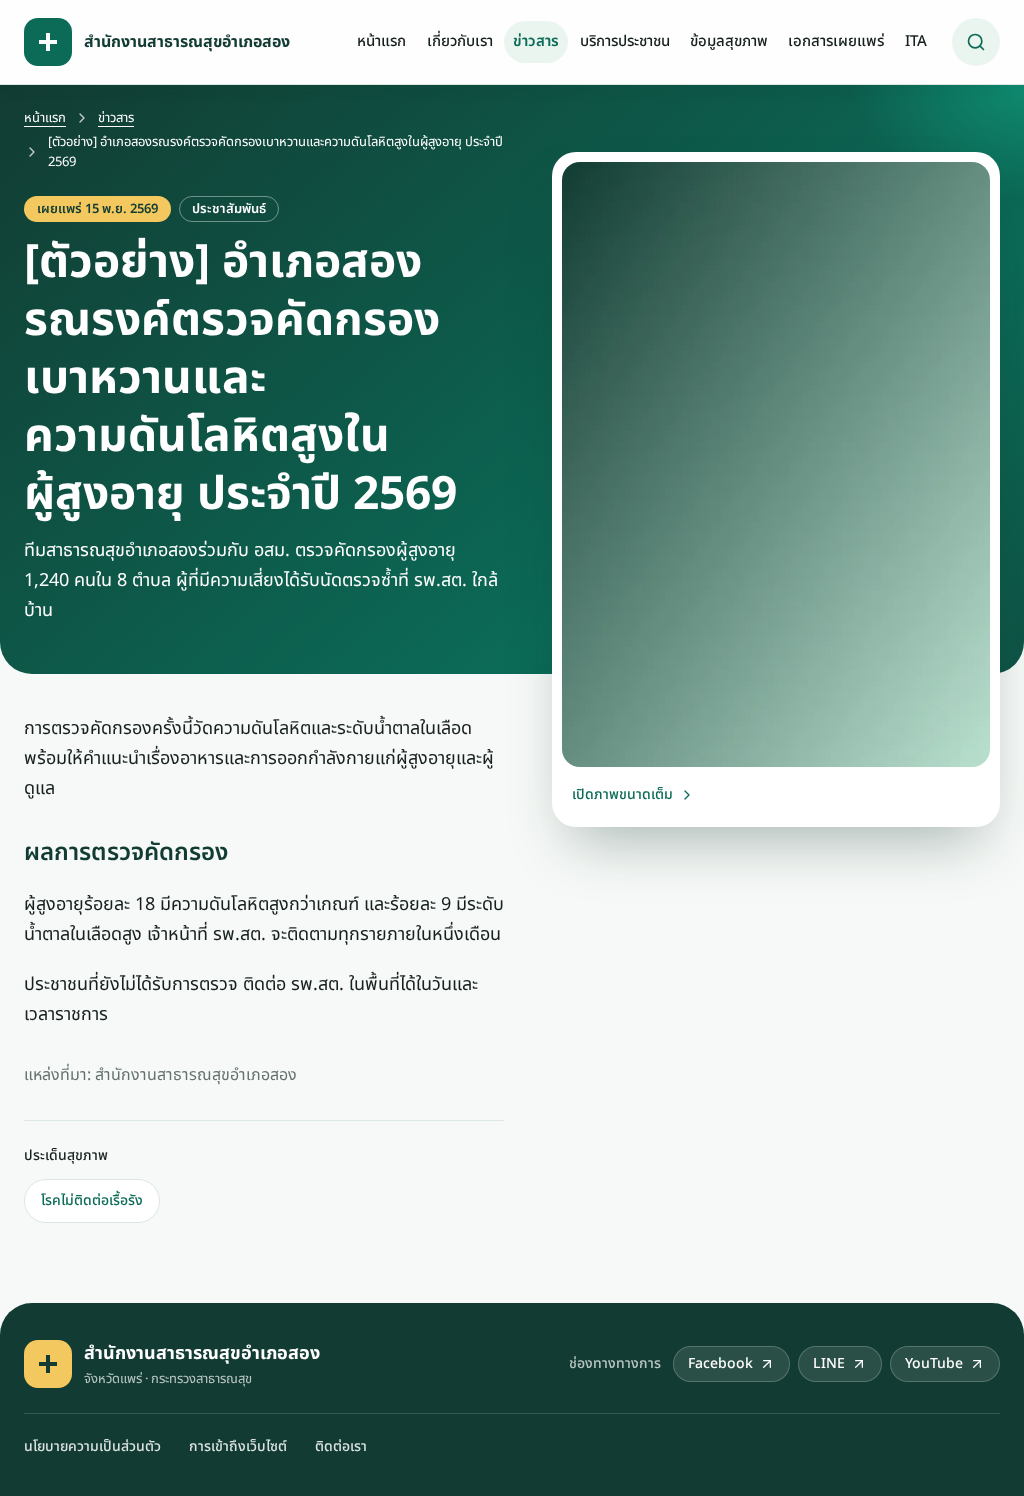 สำนักงานสาธารณสุขอำเภอสอง
หน้าแรก เกี่ยวกับเรา ข่าวสาร บริการประชาชน ข้อมูลสุขภาพ เอกสารเผยแพร่ ITA
หน้าแรก ข่าวสาร
[ตัวอย่าง] อำเภอสองรณรงค์ตรวจคัดกรองเบาหวานและความดันโลหิตสูงในผู้สูงอายุ ประจำปี
2569
เผยแพร่ 15 พ.ย. 2569 ประชาสัมพันธ์
[ตัวอย่าง] อำเภอสอง
รณรงค์ตรวจคัดกรอง
เบาหวานและ
ความดันโลหิตสูงใน
ผู้สูงอายุ ประจำปี 2569
ทีมสาธารณสุขอำเภอสองร่วมกับ อสม. ตรวจคัดกรองผู้สูงอายุ
1,240 คนใน 8 ตำบล ผู้ที่มีความเสี่ยงได้รับนัดตรวจซ้ำที่ รพ.สต. ใกล้
บ้าน
เปิดภาพขนาดเต็ม
การตรวจคัดกรองครั้งนี้วัดความดันโลหิตและระดับน้ำตาลในเลือด
พร้อมให้คำแนะนำเรื่องอาหารและการออกกำลังกายแก่ผู้สูงอายุและผู้
ดูแล
ผลการตรวจคัดกรอง
ผู้สูงอายุร้อยละ 18 มีความดันโลหิตสูงกว่าเกณฑ์ และร้อยละ 9 มีระดับ
น้ำตาลในเลือดสูง เจ้าหน้าที่ รพ.สต. จะติดตามทุกรายภายในหนึ่งเดือน
ประชาชนที่ยังไม่ได้รับการตรวจ ติดต่อ รพ.สต. ในพื้นที่ได้ในวันและ
เวลาราชการ
แหล่งที่มา: สำนักงานสาธารณสุขอำเภอสอง
ประเด็นสุขภาพ
โรคไม่ติดต่อเรื้อรัง
สำนักงานสาธารณสุขอำเภอสอง
จังหวัดแพร่ · กระทรวงสาธารณสุข
ช่องทางทางการ Facebook LINE YouTube
นโยบายความเป็นส่วนตัว การเข้าถึงเว็บไซต์ ติดต่อเรา